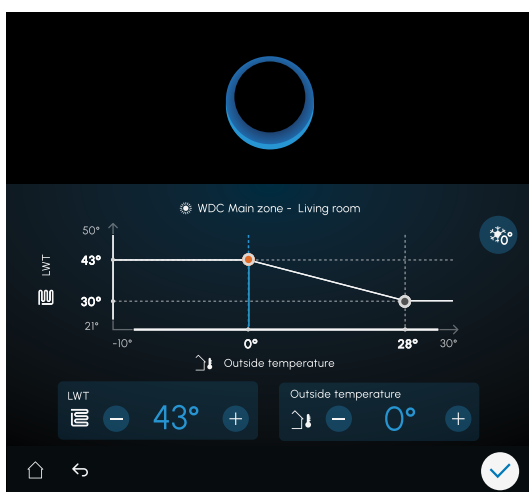 WDC Main zone - Living room
0°
50°
43°
LWT
30°
21°
-10°
0°
28°
30°
Outside temperature
LWT
43°
Outside temperature
0°